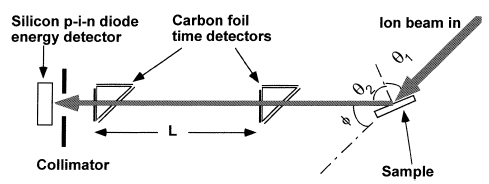 Silicon p-i-n diode
energy detector
Carbon foil
time detectors
Ion beam in
θ1
θ2
ϕ
L
Collimator
Sample